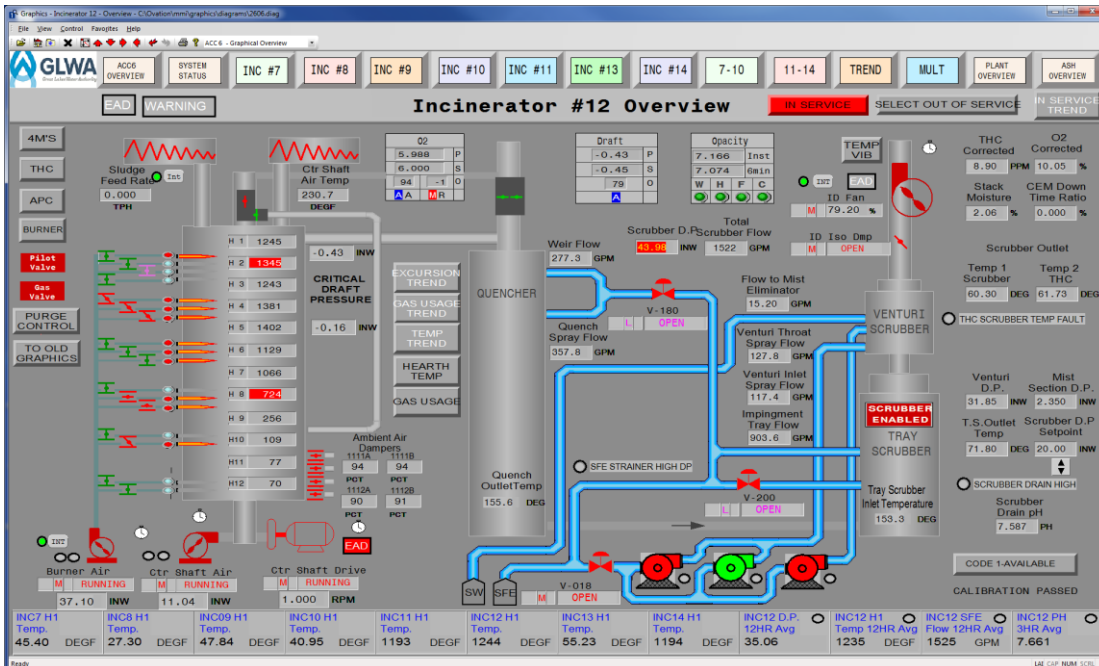 Graphics - Incinerator 12 - Overview - C:\Ovation\mmi\graphics\diagrams\2606.diag
File View Control Favorites Help
ACC 6 - Graphical Overview
GLWA
Great Lakes Water Authority
ACC6 OVERVIEW
SYSTEM STATUS
INC #7
INC #8
INC #9
INC #10
INC #11
INC #13
INC #14
7-10
11-14
TREND
MULT
PLANT OVERVIEW
ASH OVERVIEW
EAD
WARNING
Incinerator #12 Overview
IN SERVICE
SELECT OUT OF SERVICE
IN SERVICE TREND
4M'S
THC
APC
BURNER
Pilot Valve
Gas Valve
PURGE CONTROL
TO OLD GRAPHICS
Sludge Feed Rate
Int
0.000
TPH
Ctr Shaft Air Temp
230.7
DEGF
O2
5.988 P
6.000 S
94 -1 O
A A M R
Draft
-0.43 P
-0.45 S
79 O
A
Opacity
7.166 Inst
7.074 6min
W H F C
TEMP VIB
INT
EAD
ID Fan
M 79.20 %
ID Iso Dmp
M OPEN
THC Corrected
8.90 PPM
O2 Corrected
10.05 %
Stack Moisture
2.06 %
CEM Down Time Ratio
0.000 %
Scrubber Outlet
Temp 1 Scrubber
60.30 DEG
Temp 2 THC
61.73 DEG
THC SCRUBBER TEMP FAULT
Venturi D.P.
31.85 INW
Mist Section D.P.
2.350 INW
T.S.Outlet Temp
71.80 DEG
Scrubber D.P Setpoint
20.00 INW
SCRUBBER DRAIN HIGH
Scrubber Drain pH
7.587 PH
CODE 1-AVAILABLE
CALIBRATION PASSED
H 1 1245
H 2 1345
H 3 1243
H 4 1381
H 5 1402
H 6 1129
H 7 1066
H 8 724
H 9 256
H10 109
H11 77
H12 70
-0.43 INW
CRITICAL DRAFT PRESSURE
-0.16 INW
EXCURSION TREND
GAS USAGE TREND
TEMP TREND
HEARTH TEMP
GAS USAGE
Ambient Air Dampers
1111A 1111B
94 94
PCT PCT
1112A 1112B
90 91
PCT PCT
EAD
QUENCHER
Quench OutletTemp
155.6 DEG
Weir Flow
277.3 GPM
Quench Spray Flow
357.8 GPM
Scrubber D.P
43.98 INW
Total Scrubber Flow
1522 GPM
V-180
L OPEN
Flow to Mist Eliminator
15.20 GPM
Venturi Throat Spray Flow
127.8 GPM
Venturi Inlet Spray Flow
117.4 GPM
Impingment Tray Flow
903.6 GPM
SFE STRAINER HIGH DP
V-200
L OPEN
V-018
M OPEN
SW
SFE
VENTURI SCRUBBER
SCRUBBER ENABLED
TRAY SCRUBBER
Tray Scrubber Inlet Temperature
153.3 DEG
INT
Burner Air
M RUNNING
37.10 INW
Ctr Shaft Air
M RUNNING
11.04 INW
Ctr Shaft Drive
M RUNNING
1.000 RPM
INC7 H1 Temp.
45.40 DEGF
INC8 H1 Temp.
27.30 DEGF
INC09 H1 Temp.
47.84 DEGF
INC10 H1 Temp.
40.95 DEGF
INC11 H1 Temp.
1193 DEGF
INC12 H1 Temp.
1244 DEGF
INC13 H1 Temp.
55.23 DEGF
INC14 H1 Temp.
1194 DEGF
INC12 D.P. 12HR Avg
35.06
INC12 H1 Temp 12HR Avg
1235 DEGF
INC12 SFE Flow 12HR Avg
1525 GPM
INC12 PH 3HR Avg
7.661
Ready
CAP NUM SCRL